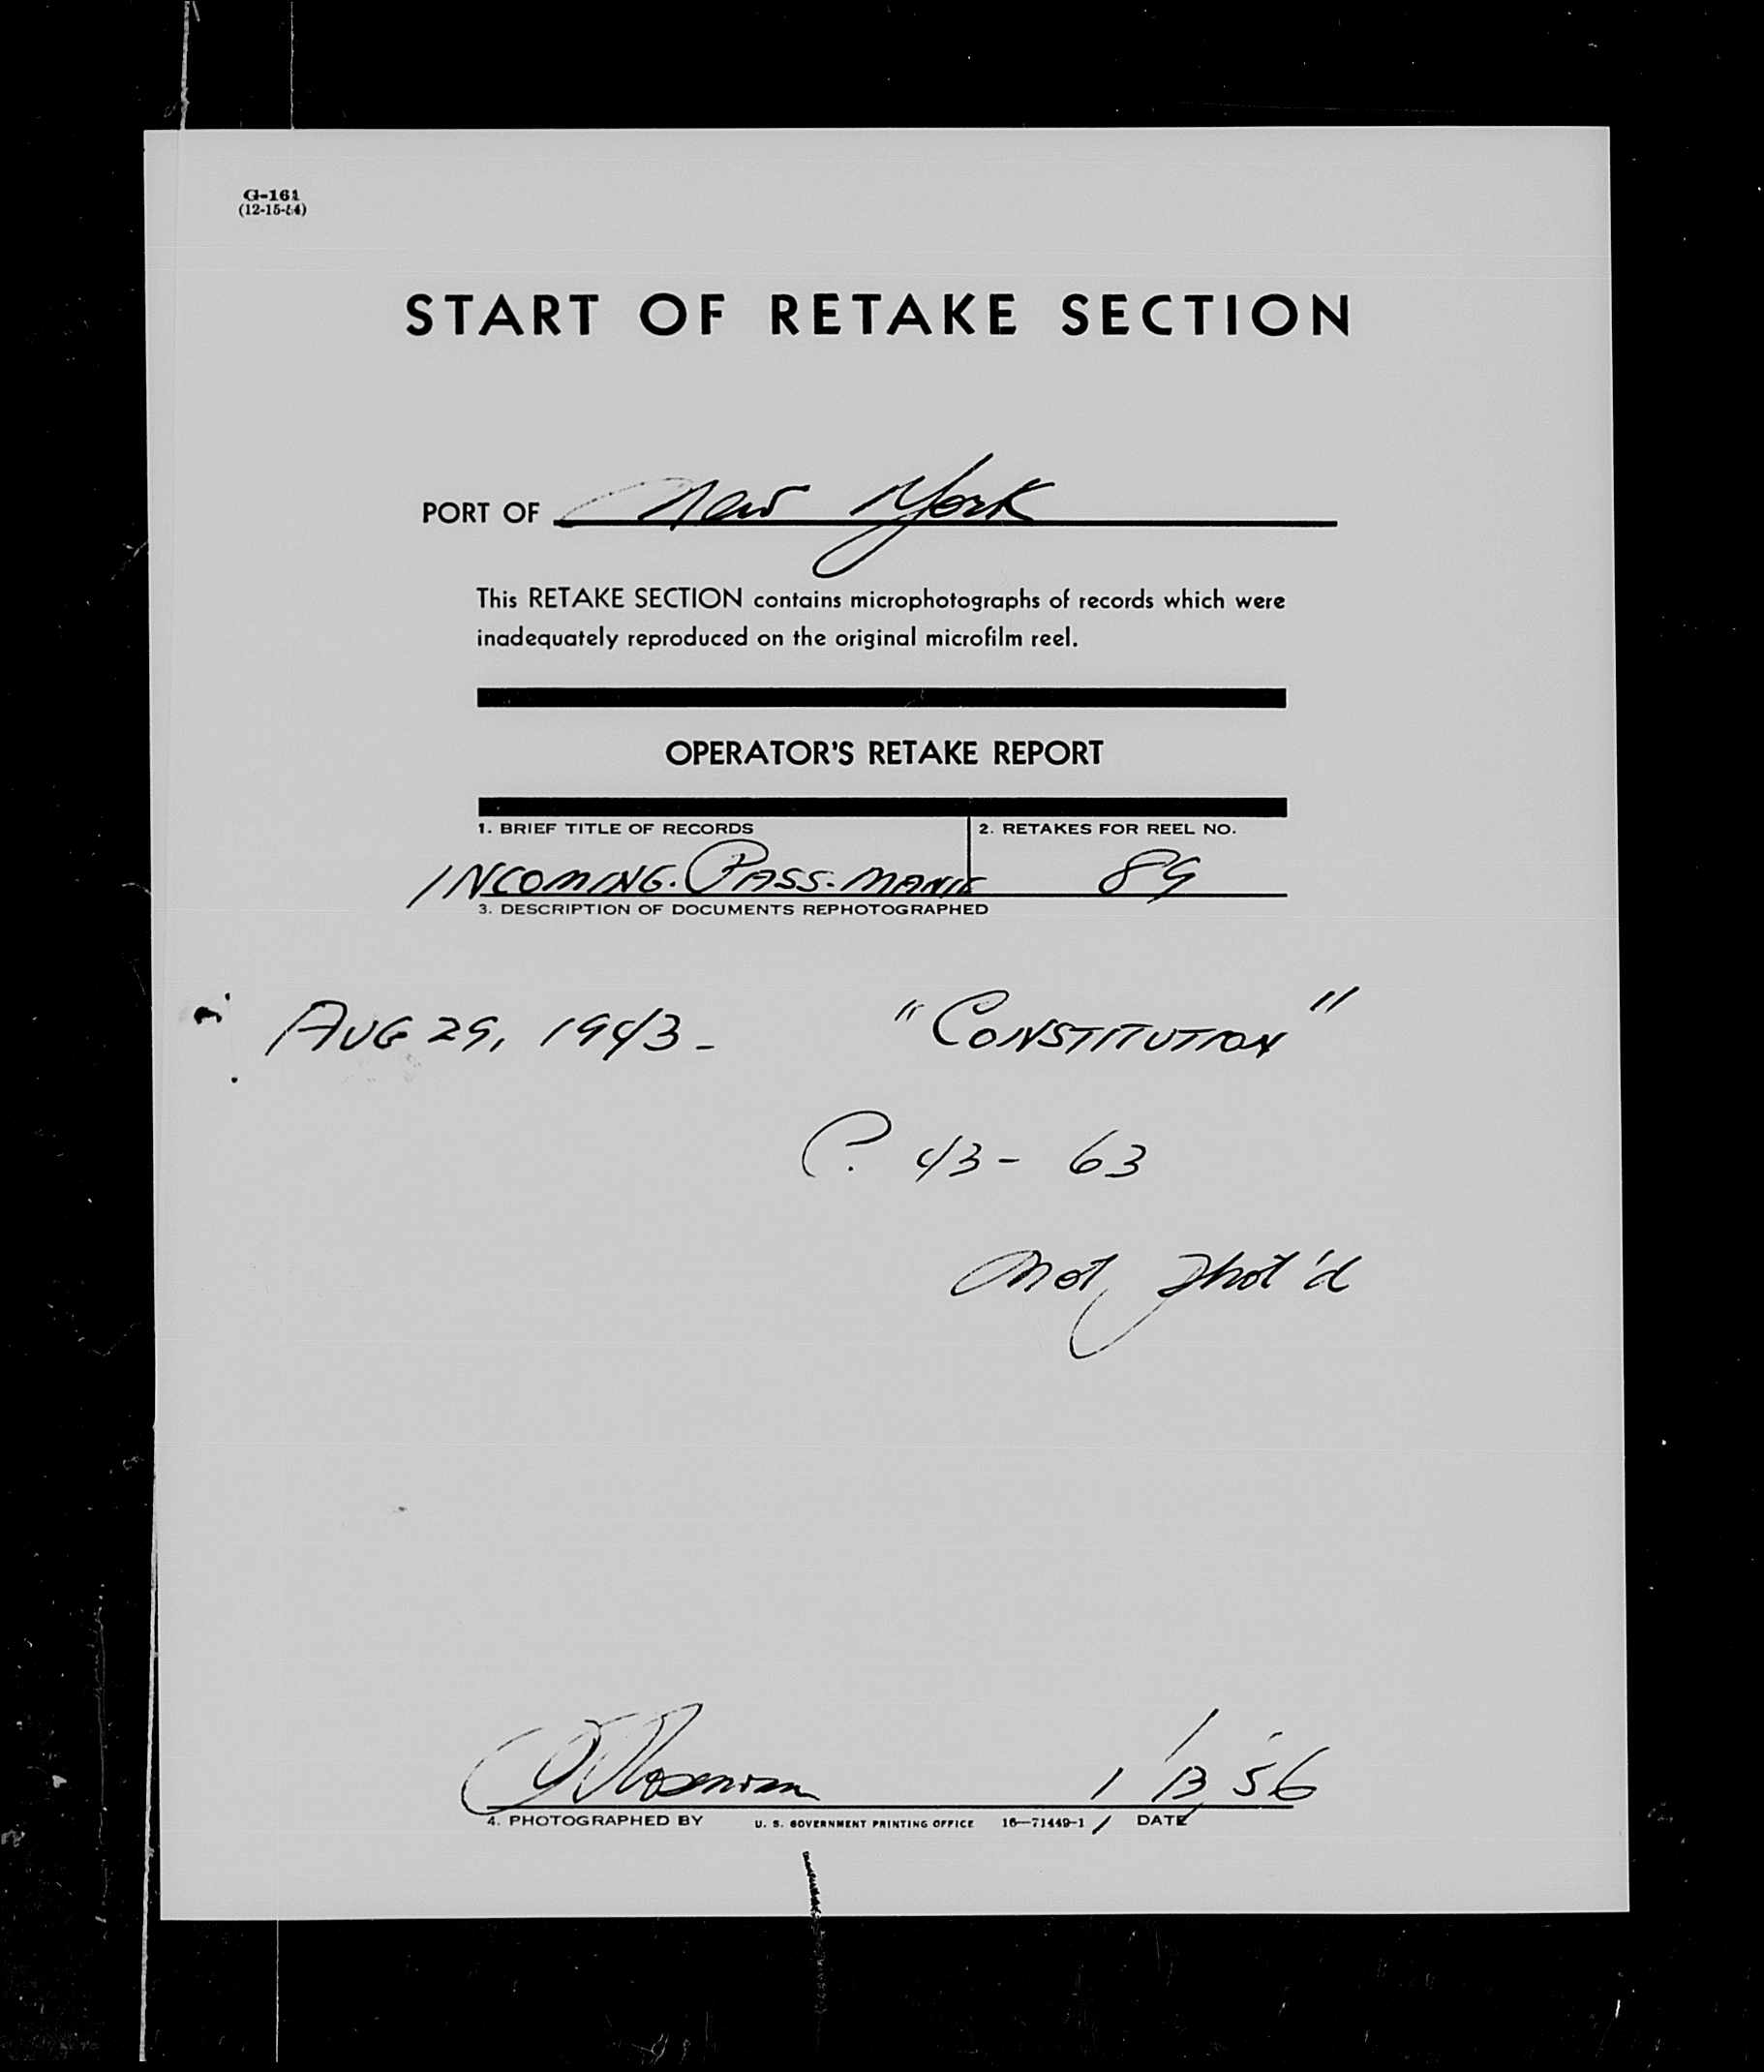 G-161
(12-15-54)
START OF RETAKE SECTION
PORT OF New York
This RETAKE SECTION contains microphotographs of records which were
inadequately reproduced on the original microfilm reel.
OPERATOR'S RETAKE REPORT
1. BRIEF TITLE OF RECORDS 2. RETAKES FOR REEL NO.
INCOMING. PASS. MANIF 89
3. DESCRIPTION OF DOCUMENTS REPHOTOGRAPHED
AUG 29, 1943 - "CONSTITUTION"
P. 43 - 63
Not Phot'd
1/13/56
4. PHOTOGRAPHED BY U. S. GOVERNMENT PRINTING OFFICE 16—71449-1 DATE